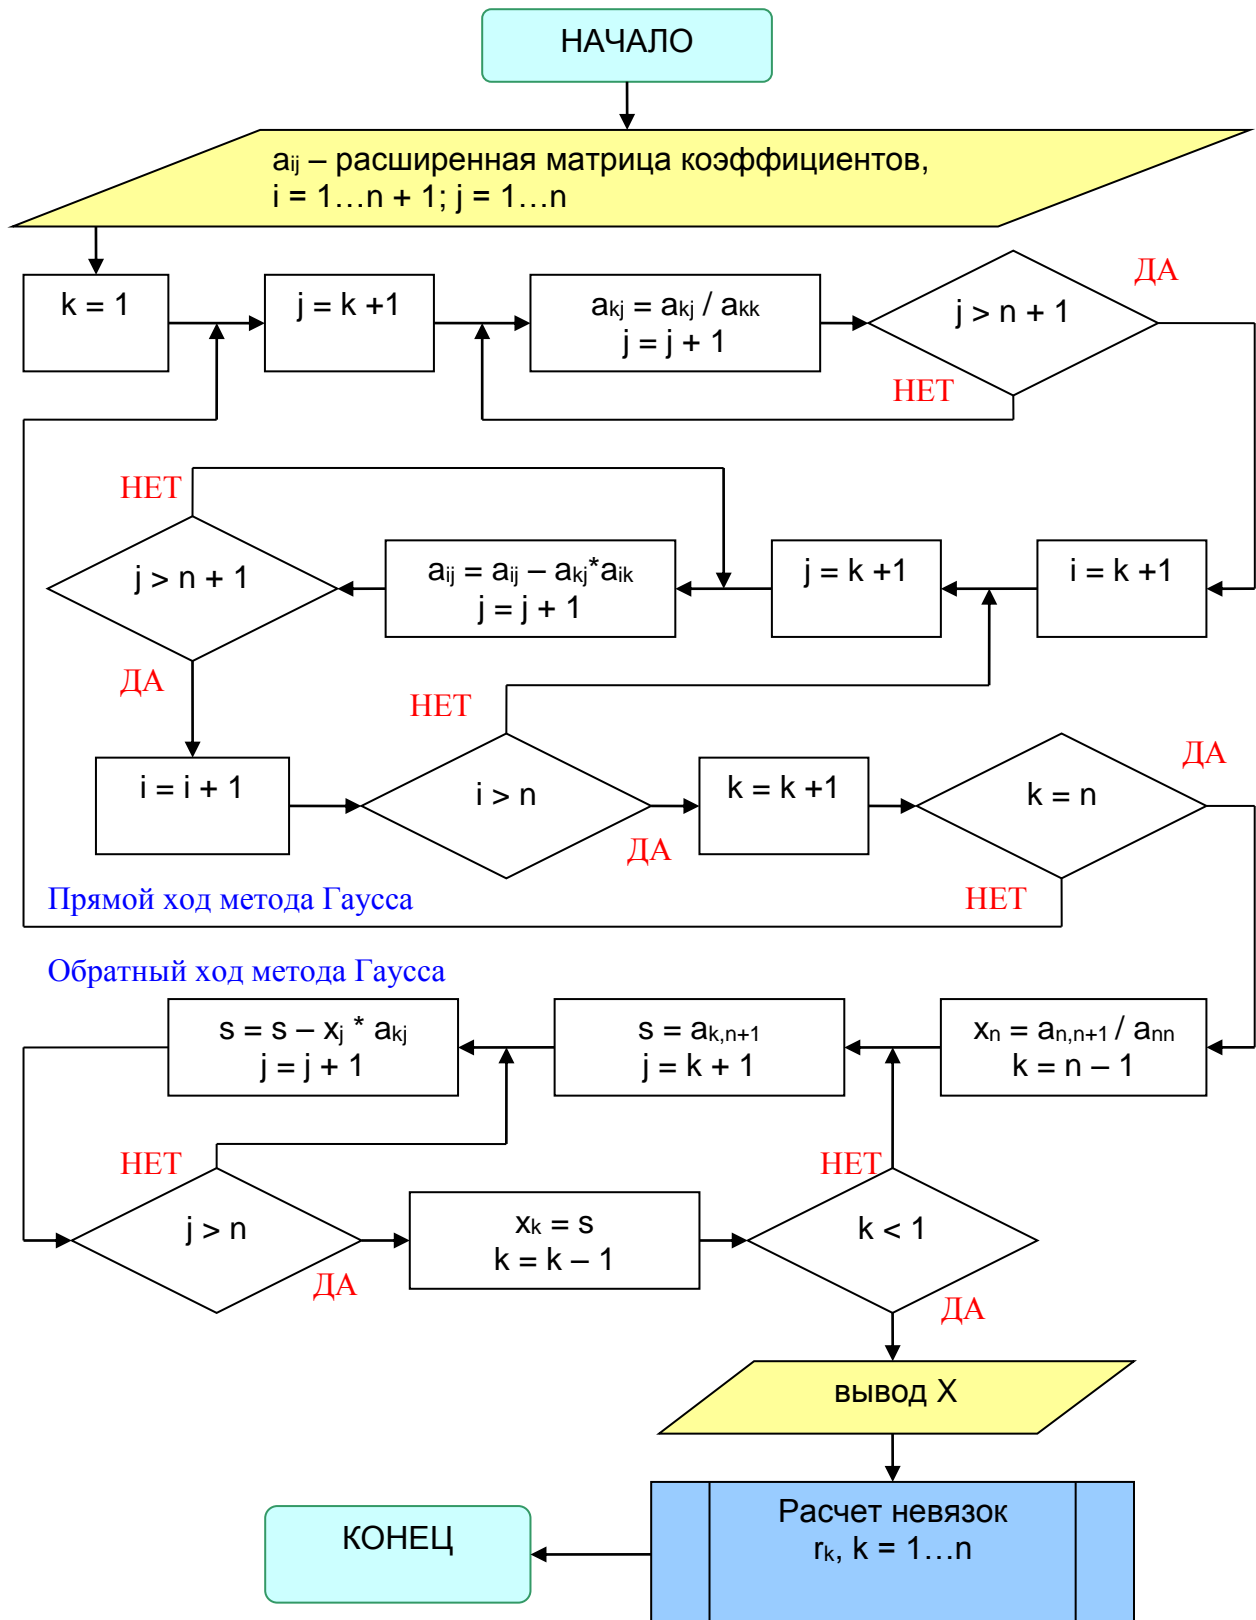 НАЧАЛО
aij – расширенная матрица коэффициентов,
i = 1…n + 1; j = 1…n
k = 1
j = k +1
akj = akj / akk
j = j + 1
j > n + 1
ДА
НЕТ
i = k +1
j = k +1
aij = aij – akj*aik
j = j + 1
j > n + 1
НЕТ
ДА
i = i + 1
i > n
НЕТ
ДА
k = k +1
k = n
ДА
НЕТ
Прямой ход метода Гаусса
Обратный ход метода Гаусса
xn = an,n+1 / ann
k = n – 1
s = ak,n+1
j = k + 1
s = s – xj * akj
j = j + 1
j > n
НЕТ
ДА
xk = s
k = k – 1
k < 1
НЕТ
ДА
вывод X
Расчет невязок
rk, k = 1…n
КОНЕЦ